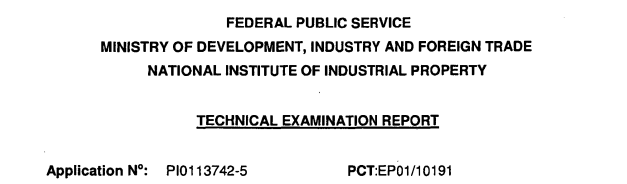 FEDERAL PUBLIC SERVICE
MINISTRY OF DEVELOPMENT, INDUSTRY AND FOREIGN TRADE
NATIONAL INSTITUTE OF INDUSTRIAL PROPERTY
TECHNICAL EXAMINATION REPORT
Application Nº: PI0113742-5 PCT:EP01/10191